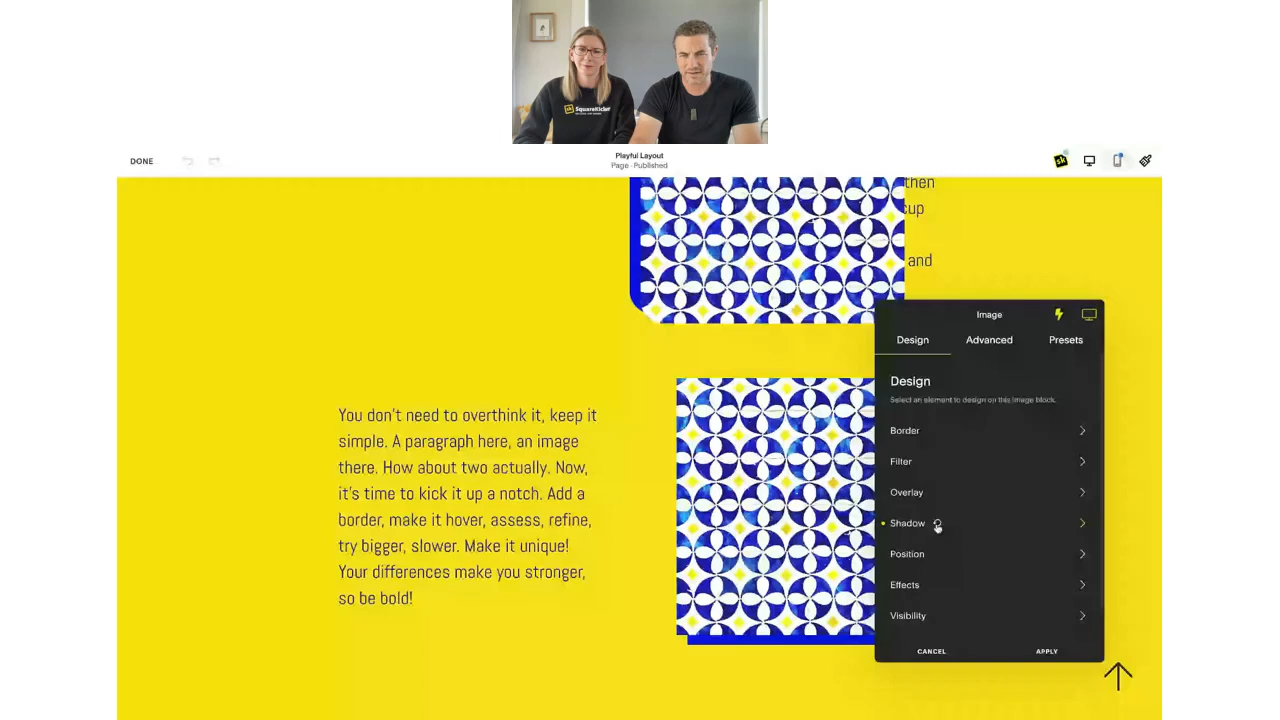 sk SquareKicker
DONE
Playful Layout
Page · Published
sk
then
cup
and
You don't need to overthink it, keep it
simple. A paragraph here, an image
there. How about two actually. Now,
it's time to kick it up a notch. Add a
border, make it hover, assess, refine,
try bigger, slower. Make it unique!
Your differences make you stronger,
so be bold!
Image
Design Advanced Presets
Design
Select an element to design on this Image block.
Border
Filter
Overlay
Shadow
Position
Effects
Visibility
CANCEL APPLY